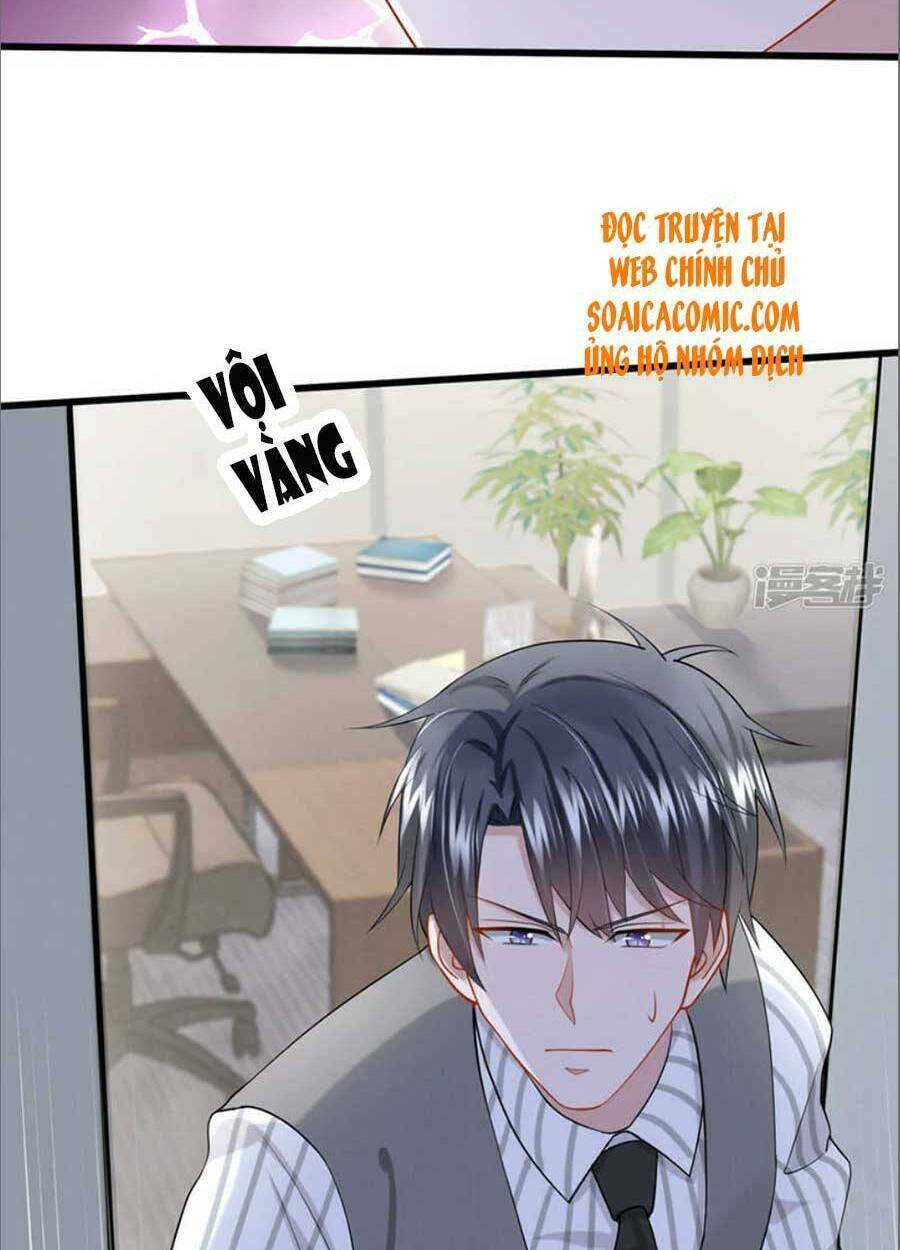 ĐỌC TRUYỆN TẠI
WEB CHÍNH CHỦ
SOAICACOMIC.COM
ỦNG HỘ NHÓM DỊCH
VỘI
VÀNG
漫客栈